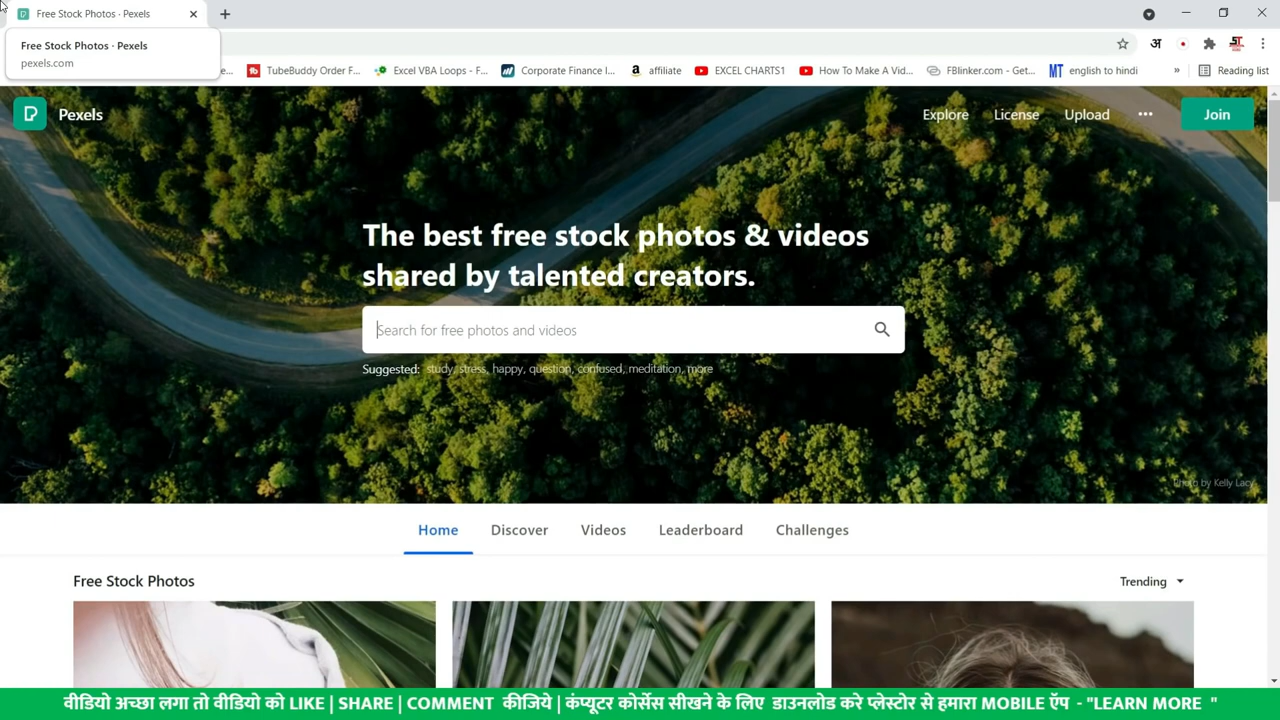 Free Stock Photos · Pexels
Free Stock Photos · Pexels
pexels.com
e...
TubeBuddy Order F...
Excel VBA Loops - F...
Corporate Finance I...
affiliate
EXCEL CHARTS1
How To Make A Vid...
FBlinker.com - Get...
MT english to hindi
»
Reading list
अ
Pexels
Explore
License
Upload
•••
Join
The best free stock photos & videos
shared by talented creators.
Search for free photos and videos
Suggested: study, stress, happy, question, confused, meditation, more
Photo by Kelly Lacy
Home
Discover
Videos
Leaderboard
Challenges
Free Stock Photos
Trending
वीडियो अच्छा लगा तो वीडियो को LIKE | SHARE | COMMENT कीजिये | कंप्यूटर कोर्सेस सीखने के लिए डाउनलोड करे प्लेस्टोर से हमारा MOBILE ऍप - "LEARN MORE "